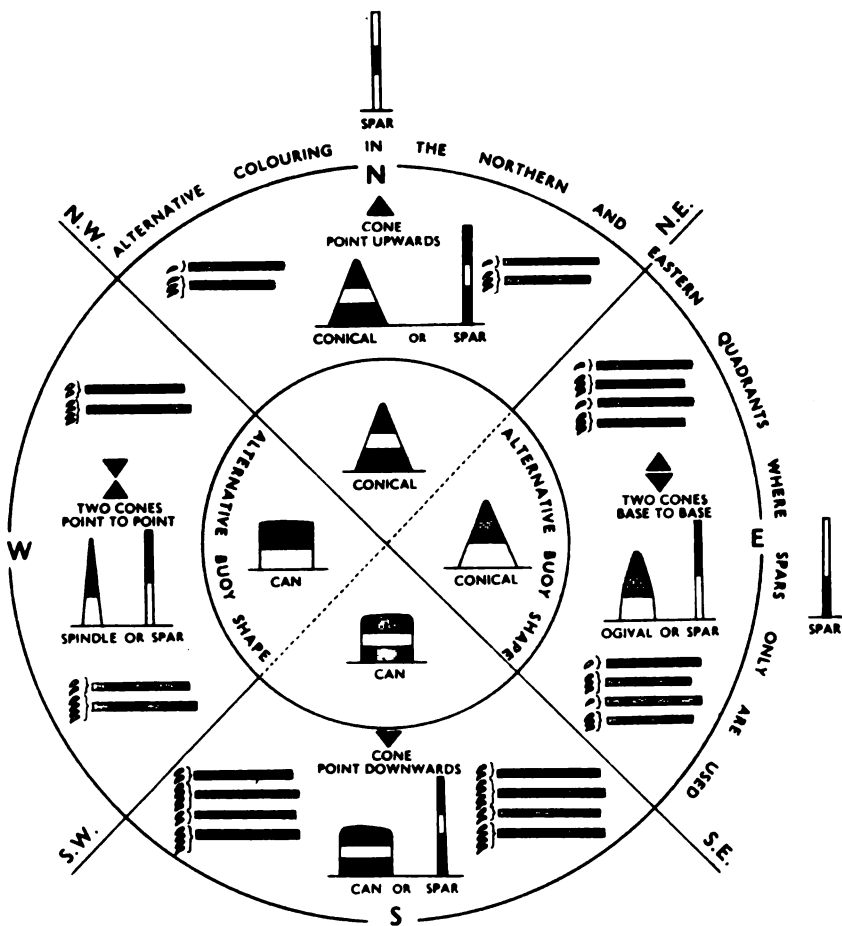 SPAR
ALTERNATIVE COLOURING IN THE NORTHERN AND EASTERN QUADRANTS WHERE SPARS ONLY ARE USED
N
N.W.
N.E.
CONE
POINT UPWARDS
CONICAL OR SPAR
ALTERNATIVE BUOY SHAPE
ALTERNATIVE BUOY SHAPE
CONICAL
TWO CONES
POINT TO POINT
TWO CONES
BASE TO BASE
W
E
CAN
CONICAL
SPINDLE OR SPAR
OGIVAL OR SPAR
SPAR
CAN
CONE
POINT DOWNWARDS
S.W.
S.E.
CAN OR SPAR
S